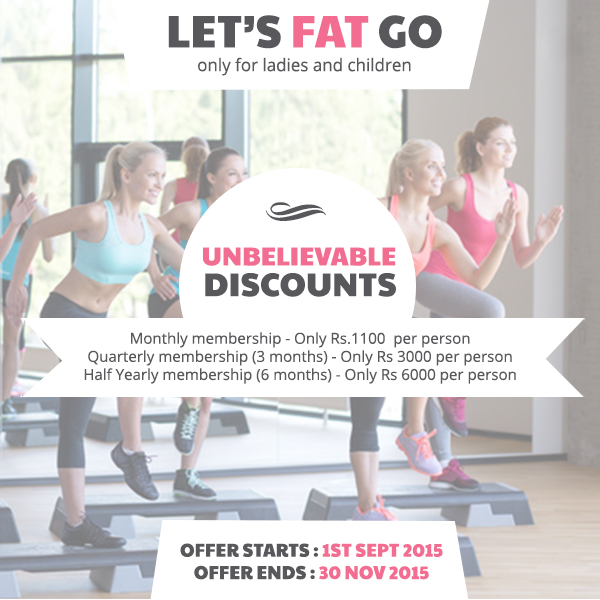 LET'S FAT GO
only for ladies and children
UNBELIEVABLE
DISCOUNTS
Monthly membership - Only Rs.1100 per person
Quarterly membership (3 months) - Only Rs 3000 per person
Half Yearly membership (6 months) - Only Rs 6000 per person
OFFER STARTS : 1ST SEPT 2015
OFFER ENDS : 30 NOV 2015